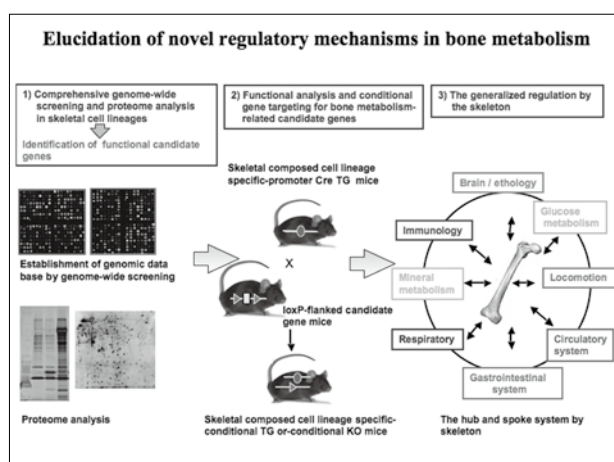 Elucidation of novel regulatory mechanisms in bone metabolism
1) Comprehensive genome-wide
screening and proteome analysis
in skeletal cell lineages
Identification of functional candidate
genes
2) Functional analysis and conditional
gene targeting for bone metabolism-
related candidate genes
3) The generalized regulation by
the skeleton
Establishment of genomic data
base by genome-wide screening
Proteome analysis
Skeletal composed cell lineage
specific-promoter Cre TG mice
X
loxP-flanked candidate
gene mice
Skeletal composed cell lineage specific-
conditional TG or-conditional KO mice
Brain / ethology
Glucose
metabolism
Immunology
Mineral
metabolism
Locomotion
Respiratory
Circulatory
system
Gastrointestinal
system
The hub and spoke system by
skeleton